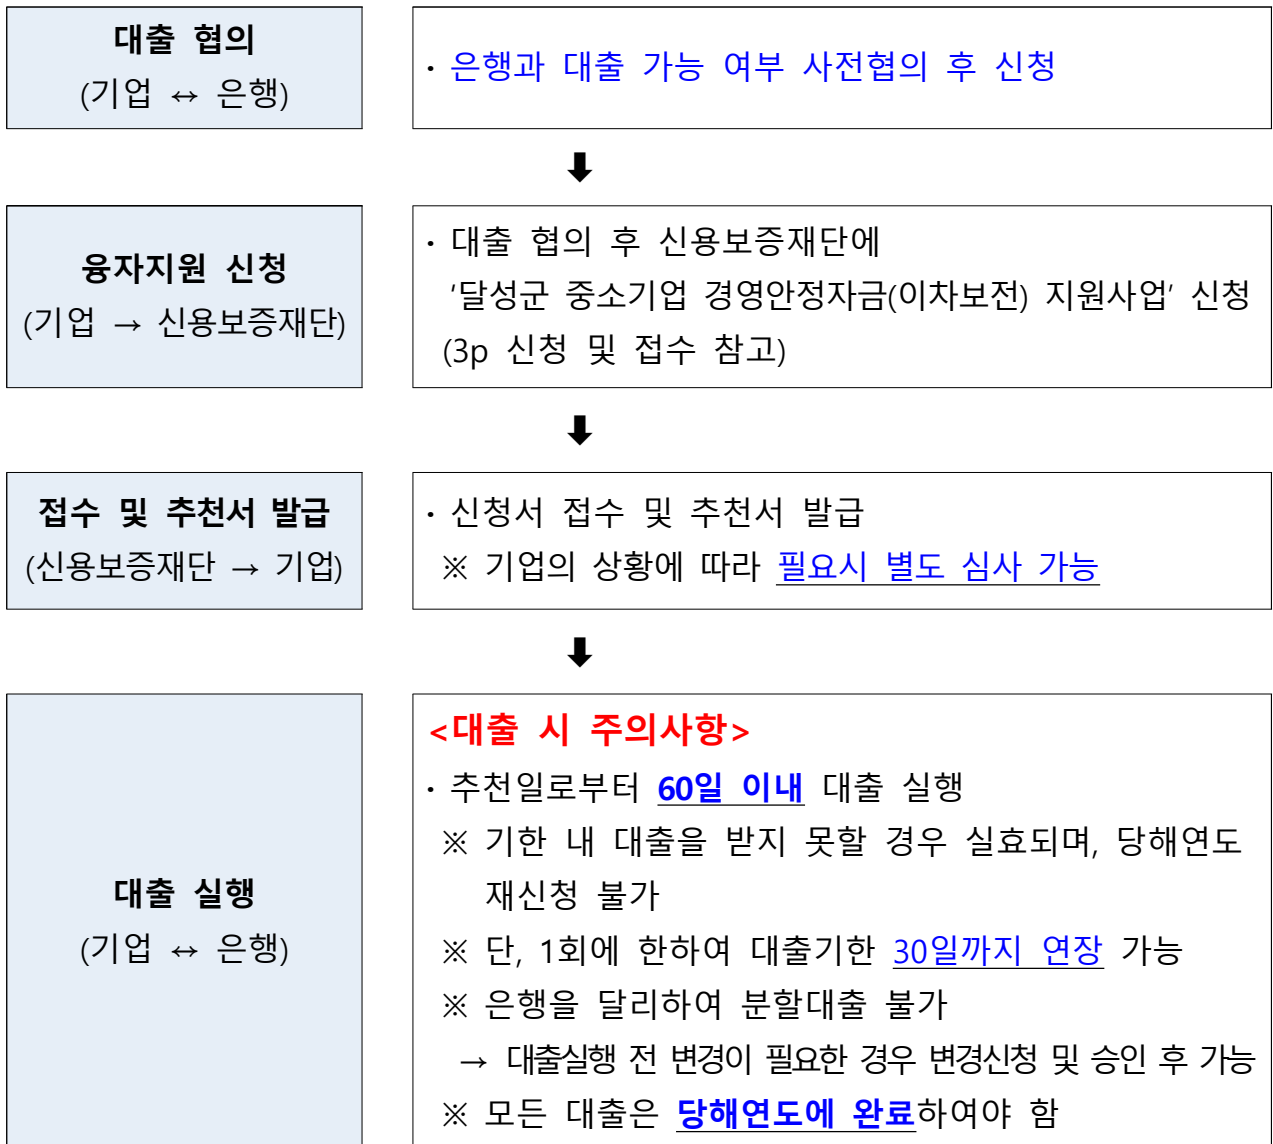 대출 협의
(기업 ↔ 은행)
· 은행과 대출 가능 여부 사전협의 후 신청
⬇
융자지원 신청
(기업 → 신용보증재단)
· 대출 협의 후 신용보증재단에
'달성군 중소기업 경영안정자금(이차보전) 지원사업' 신청
(3p 신청 및 접수 참고)
⬇
접수 및 추천서 발급
(신용보증재단 → 기업)
· 신청서 접수 및 추천서 발급
※ 기업의 상황에 따라 필요시 별도 심사 가능
⬇
대출 실행
(기업 ↔ 은행)
<대출 시 주의사항>
· 추천일로부터 60일 이내 대출 실행
※ 기한 내 대출을 받지 못할 경우 실효되며, 당해연도
재신청 불가
※ 단, 1회에 한하여 대출기한 30일까지 연장 가능
※ 은행을 달리하여 분할대출 불가
→ 대출실행 전 변경이 필요한 경우 변경신청 및 승인 후 가능
※ 모든 대출은 당해연도에 완료하여야 함